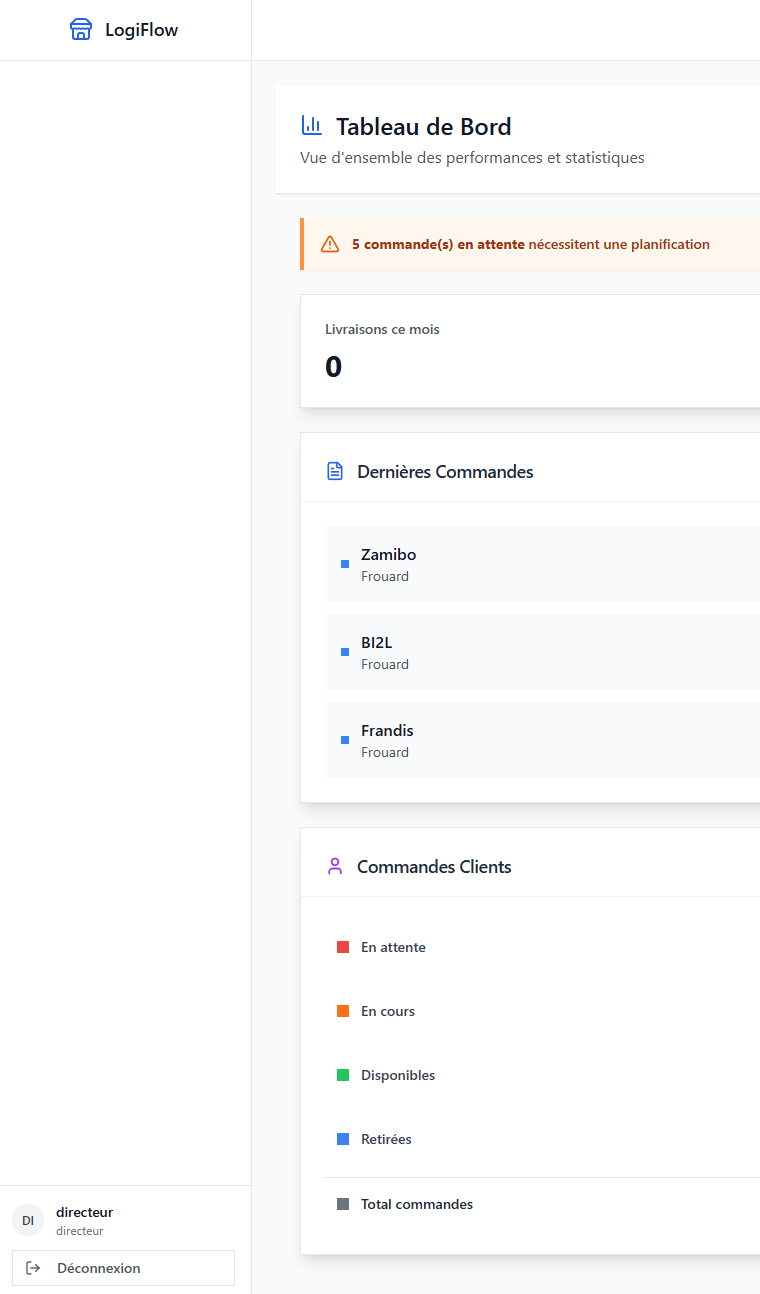 LogiFlow
Tableau de Bord
Vue d'ensemble des performances et statistiques
5 commande(s) en attente nécessitent une planification
Livraisons ce mois
0
Dernières Commandes
Zamibo
Frouard
BI2L
Frouard
Frandis
Frouard
Commandes Clients
En attente
En cours
Disponibles
Retirées
Total commandes
DI
directeur
directeur
Déconnexion